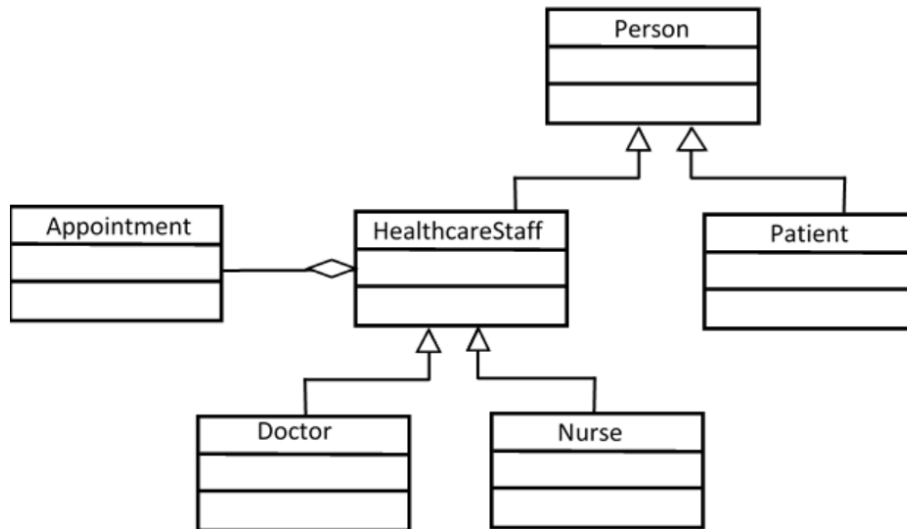 Person
Appointment
HealthcareStaff
Patient
Doctor
Nurse